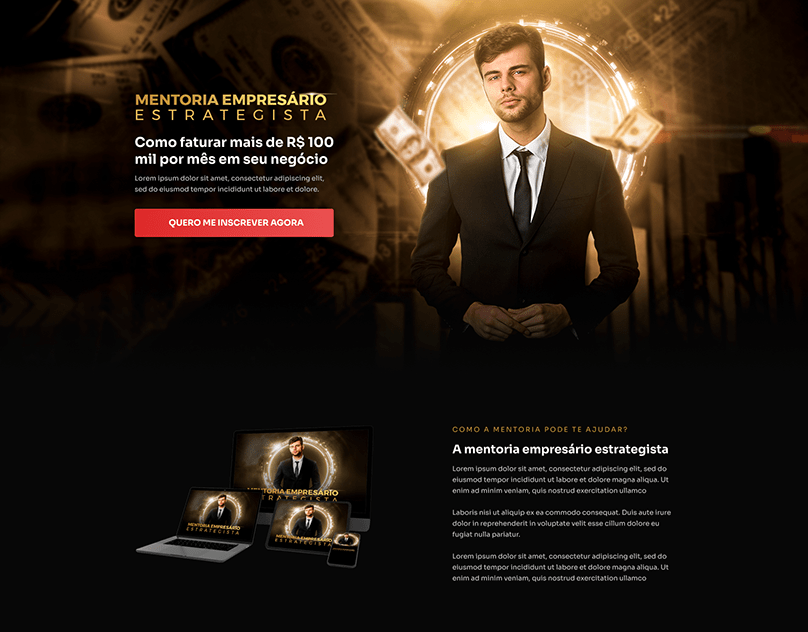 MENTORIA EMPRESÁRIO
ESTRATEGISTA
Como faturar mais de R$ 100
mil por mês em seu negócio
Lorem ipsum dolor sit amet, consectetur adipiscing elit,
sed do eiusmod tempor incididunt ut labore et dolore.
QUERO ME INSCREVER AGORA
COMO A MENTORIA PODE TE AJUDAR?
A mentoria empresário estrategista
Lorem ipsum dolor sit amet, consectetur adipiscing elit, sed do
eiusmod tempor incididunt ut labore et dolore magna aliqua. Ut
enim ad minim veniam, quis nostrud exercitation ullamco
Laboris nisi ut aliquip ex ea commodo consequat. Duis aute irure
dolor in reprehenderit in voluptate velit esse cillum dolore eu
fugiat nulla pariatur.
Lorem ipsum dolor sit amet, consectetur adipiscing elit, sed do
eiusmod tempor incididunt ut labore et dolore magna aliqua. Ut
enim ad minim veniam, quis nostrud exercitation ullamco
MENTORIA EMPRESÁRIO
ESTRATEGISTA
MENTORIA EMPRESÁRIO
ESTRATEGISTA
MENTORIA EMPRESÁRIO
ESTRATEGISTA